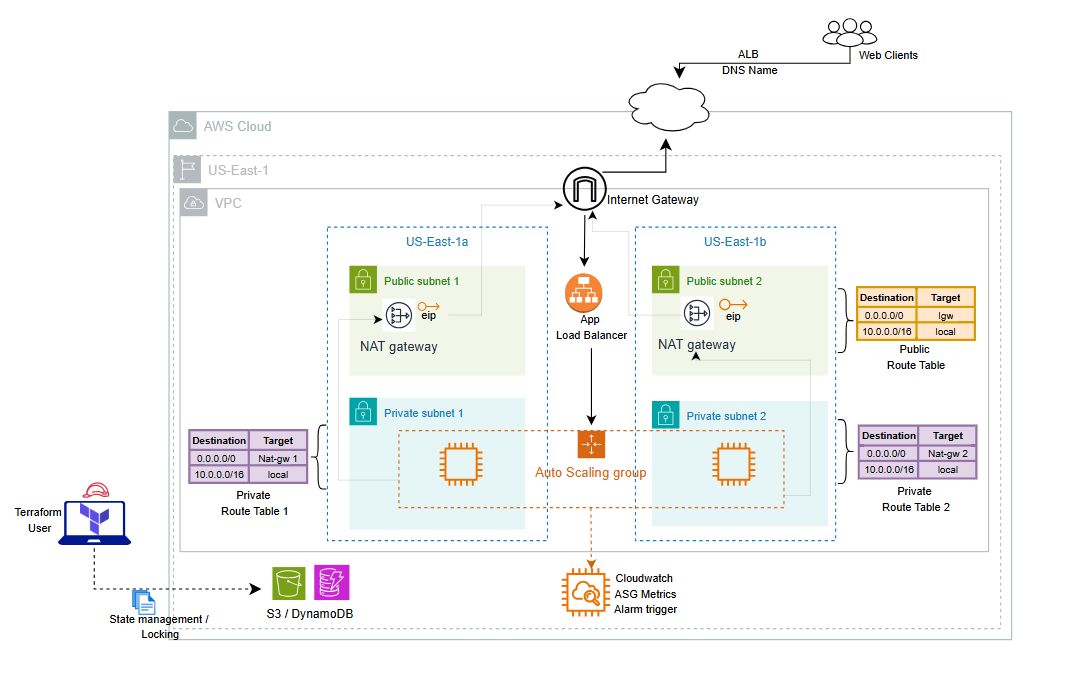 ALB
DNS Name
Web Clients
AWS Cloud
US-East-1
VPC
Internet Gateway
US-East-1a
US-East-1b
Public subnet 1
eip
NAT gateway
App
Load Balancer
Public subnet 2
eip
NAT gateway
Destination Target
0.0.0.0/0 Igw
10.0.0.0/16 local
Public
Route Table
Private subnet 1
Private subnet 2
Auto Scaling group
Destination Target
0.0.0.0/0 Nat-gw 1
10.0.0.0/16 local
Private
Route Table 1
Destination Target
0.0.0.0/0 Nat-gw 2
10.0.0.0/16 local
Private
Route Table 2
Terraform
User
State management /
Locking
S3 / DynamoDB
Cloudwatch
ASG Metrics
Alarm trigger